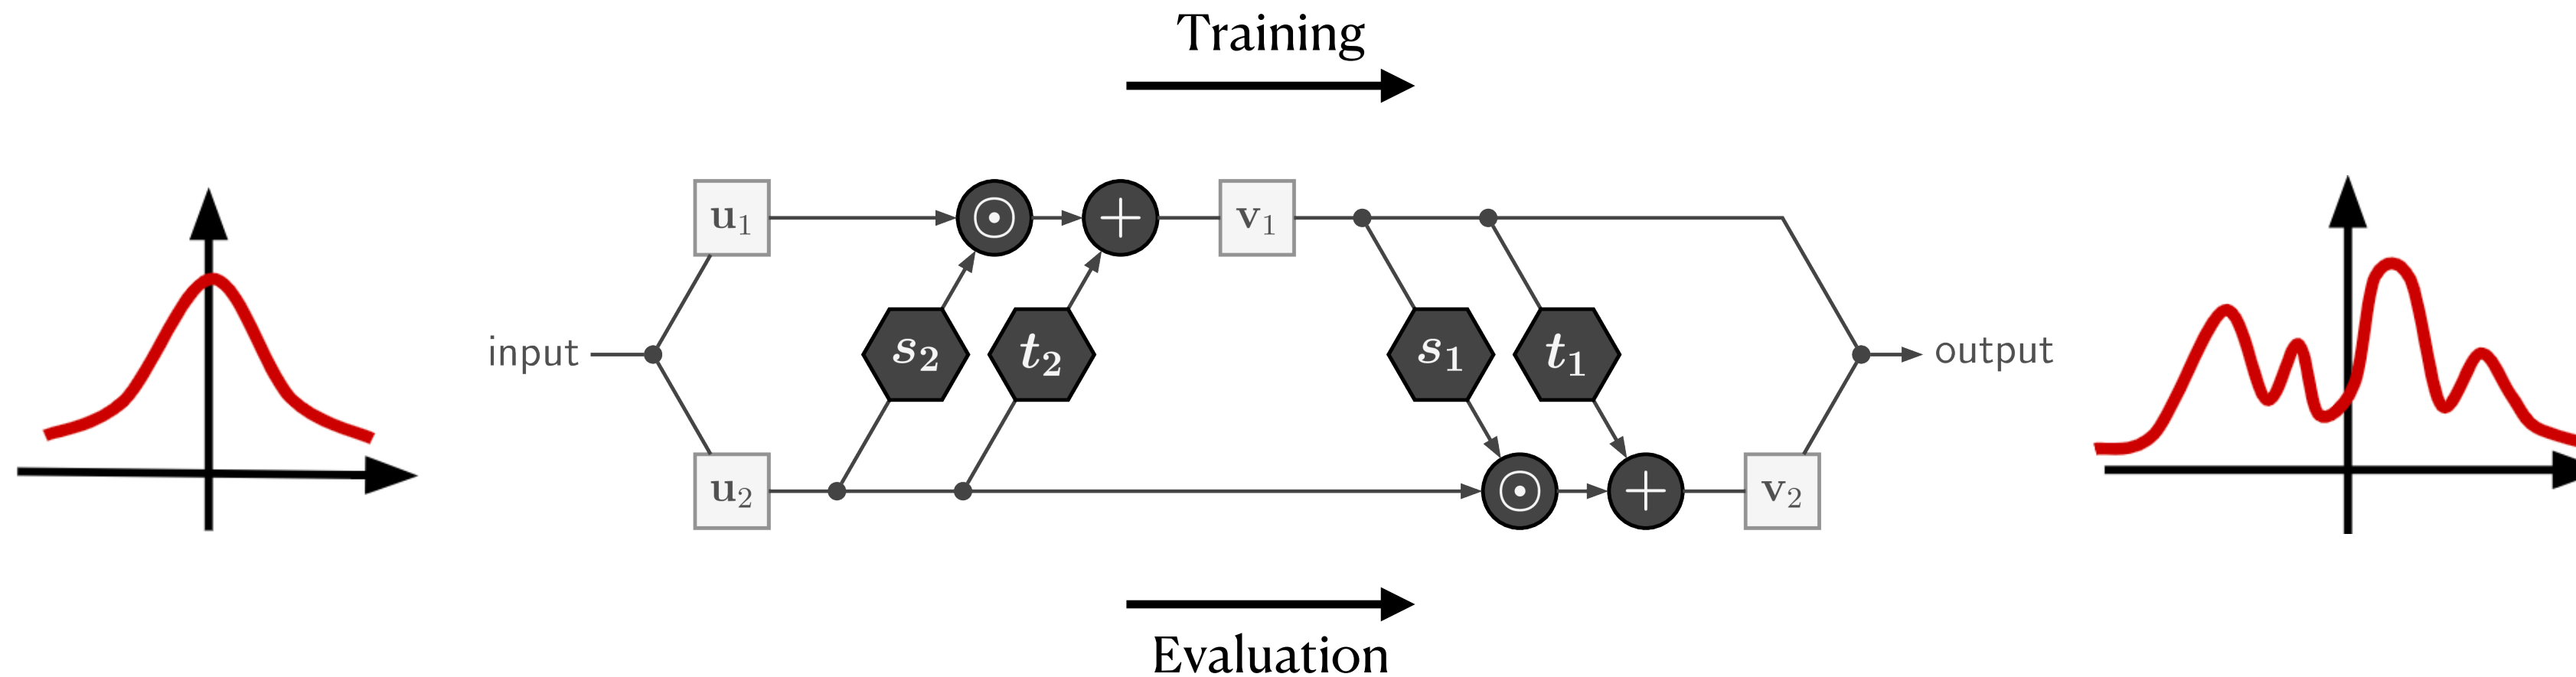 Training
u₁
⊙
+
v₁
input
s₂
t₂
s₁
t₁
output
u₂
⊙
+
v₂
Evaluation